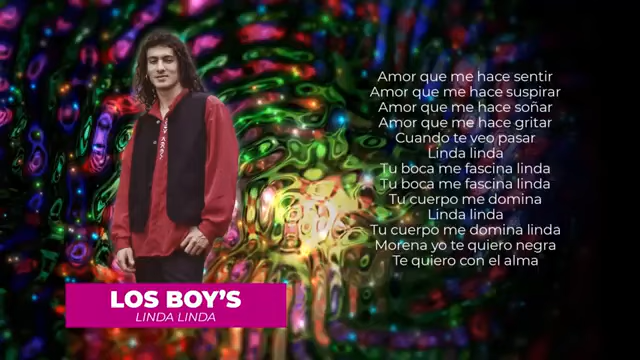 Amor que me hace sentir
Amor que me hace suspirar
Amor que me hace soñar
Amor que me hace gritar
Cuando te veo pasar
Linda linda
Tu boca me fascina linda
Tu boca me fascina linda
Tu cuerpo me domina
Linda linda
Tu cuerpo me domina linda
Morena yo te quiero negra
Te quiero con el alma
LOS BOY'S
LINDA LINDA